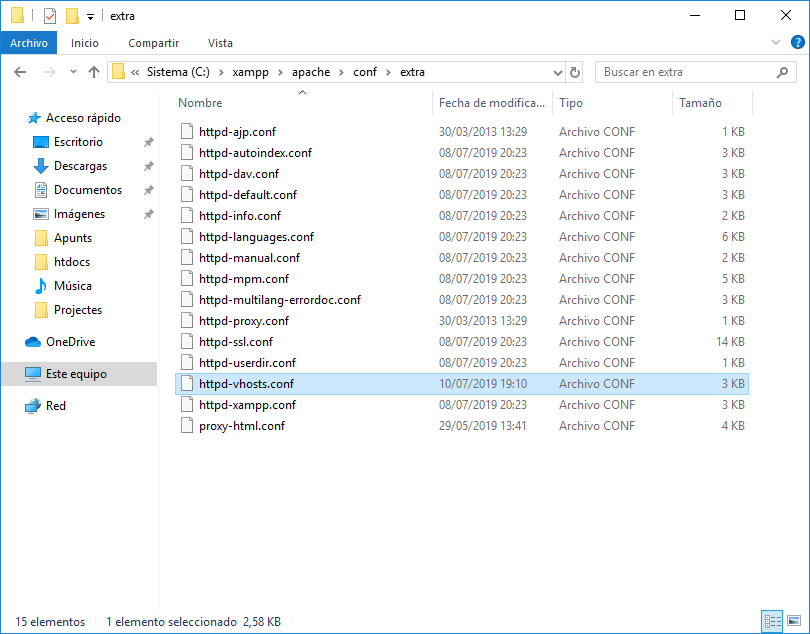 extra
Archivo Inicio Compartir Vista
« Sistema (C:) > xampp > apache > conf > extra Buscar en extra
Nombre Fecha de modifica... Tipo Tamaño
Acceso rápido
Escritorio
Descargas
Documentos
Imágenes
Apunts
htdocs
Música
Projectes
OneDrive
Este equipo
Red
httpd-ajp.conf 30/03/2013 13:29 Archivo CONF 1 KB
httpd-autoindex.conf 08/07/2019 20:23 Archivo CONF 3 KB
httpd-dav.conf 08/07/2019 20:23 Archivo CONF 3 KB
httpd-default.conf 08/07/2019 20:23 Archivo CONF 3 KB
httpd-info.conf 08/07/2019 20:23 Archivo CONF 2 KB
httpd-languages.conf 08/07/2019 20:23 Archivo CONF 6 KB
httpd-manual.conf 08/07/2019 20:23 Archivo CONF 2 KB
httpd-mpm.conf 08/07/2019 20:23 Archivo CONF 5 KB
httpd-multilang-errordoc.conf 08/07/2019 20:23 Archivo CONF 3 KB
httpd-proxy.conf 30/03/2013 13:29 Archivo CONF 1 KB
httpd-ssl.conf 08/07/2019 20:23 Archivo CONF 14 KB
httpd-userdir.conf 08/07/2019 20:23 Archivo CONF 1 KB
httpd-vhosts.conf 10/07/2019 19:10 Archivo CONF 3 KB
httpd-xampp.conf 08/07/2019 20:23 Archivo CONF 3 KB
proxy-html.conf 29/05/2019 13:41 Archivo CONF 4 KB
15 elementos 1 elemento seleccionado 2,58 KB